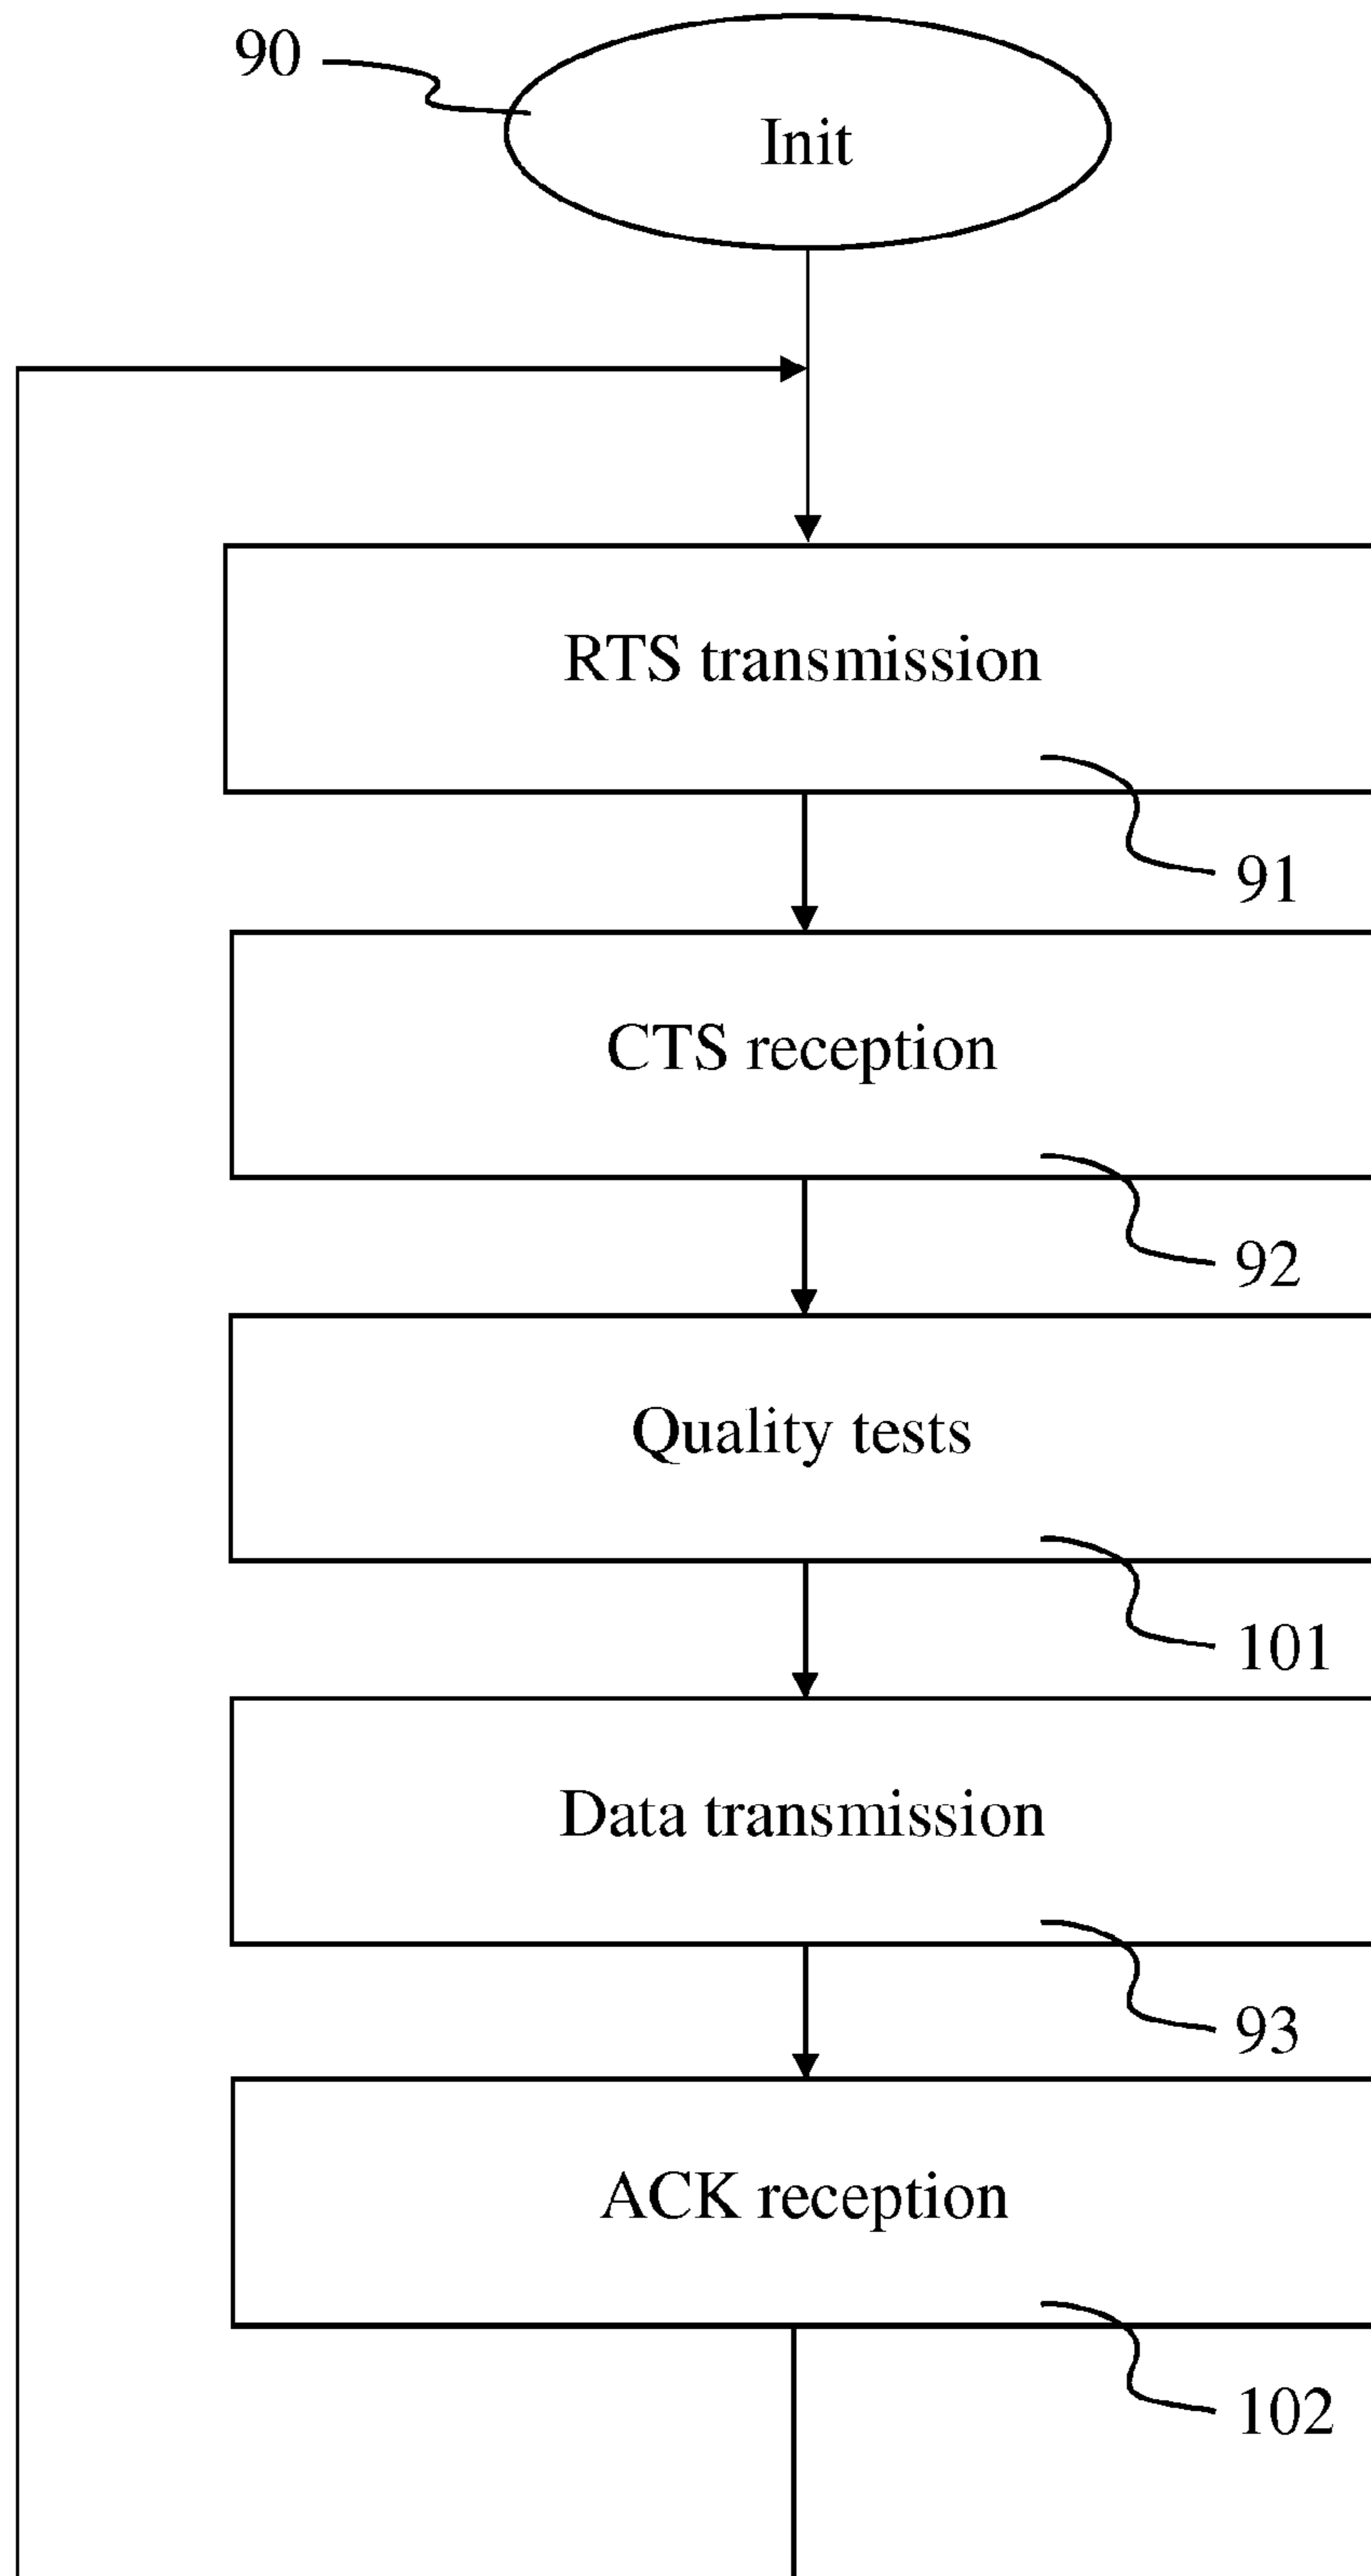 90
Init
RTS transmission
91
CTS reception
92
Quality tests
101
Data transmission
93
ACK reception
102